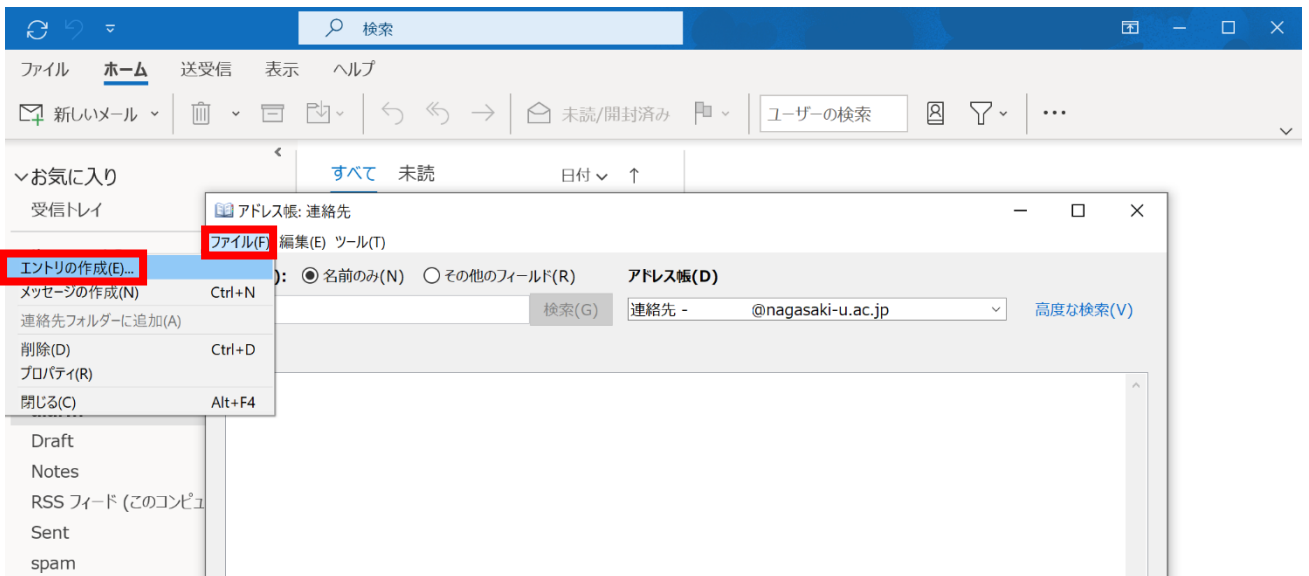 検索
ファイル ホーム 送受信 表示 ヘルプ
新しいメール 未読/開封済み ユーザーの検索
お気に入り
すべて 未読 日付
受信トレイ
アドレス帳: 連絡先
ファイル(F) 編集(E) ツール(T)
エントリの作成(E)...
メッセージの作成(N) Ctrl+N
連絡先フォルダーに追加(A)
削除(D) Ctrl+D
プロパティ(R)
閉じる(C) Alt+F4
): 名前のみ(N) その他のフィールド(R) アドレス帳(D)
検索(G) 連絡先 - @nagasaki-u.ac.jp 高度な検索(V)
Draft
Notes
RSS フィード (このコンピュ
Sent
spam